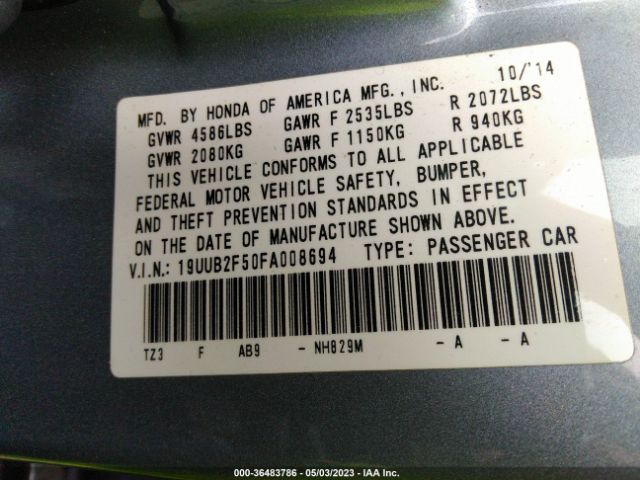 MFD. BY HONDA OF AMERICA MFG., INC. 10/'14
GVWR 4586LBS GAWR F 2535LBS R 2072LBS
GVWR 2080KG GAWR F 1150KG R 940KG
THIS VEHICLE CONFORMS TO ALL APPLICABLE
FEDERAL MOTOR VEHICLE SAFETY, BUMPER,
AND THEFT PREVENTION STANDARDS IN EFFECT
ON THE DATE OF MANUFACTURE SHOWN ABOVE.
V.I.N.: 19UUB2F50FA008694 TYPE: PASSENGER CAR
TZ3 F AB9 - NH829M - A - A
000-36483786 - 05/03/2023 - IAA Inc.